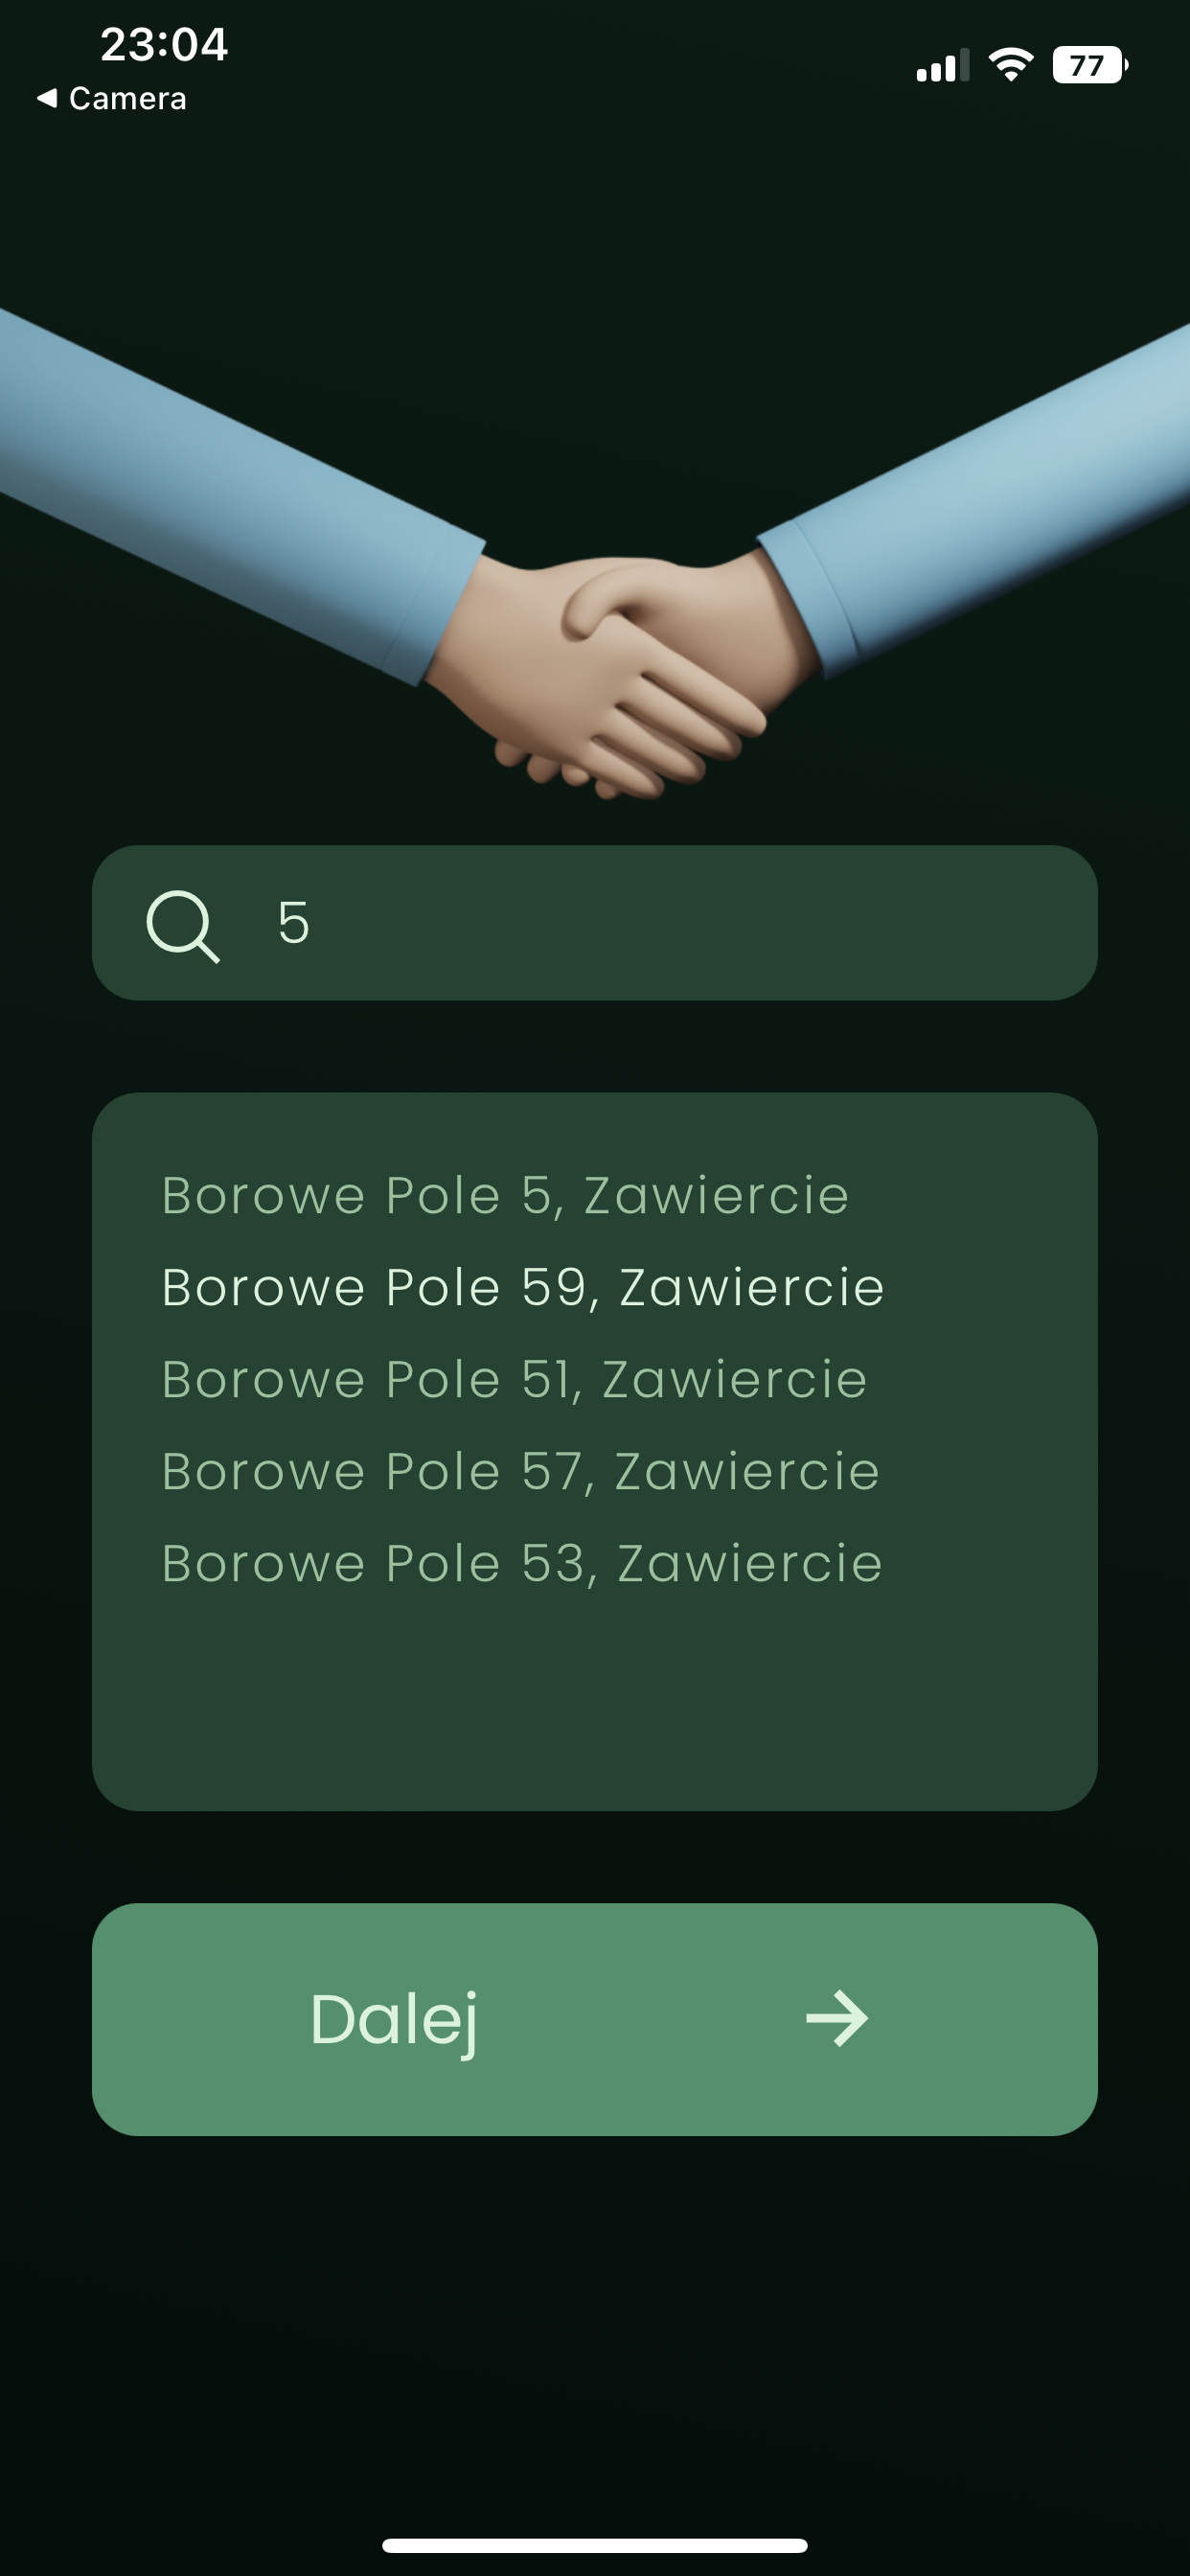 23:04
77
◀ Camera
5
Borowe Pole 5, Zawiercie
Borowe Pole 59, Zawiercie
Borowe Pole 51, Zawiercie
Borowe Pole 57, Zawiercie
Borowe Pole 53, Zawiercie
Dalej